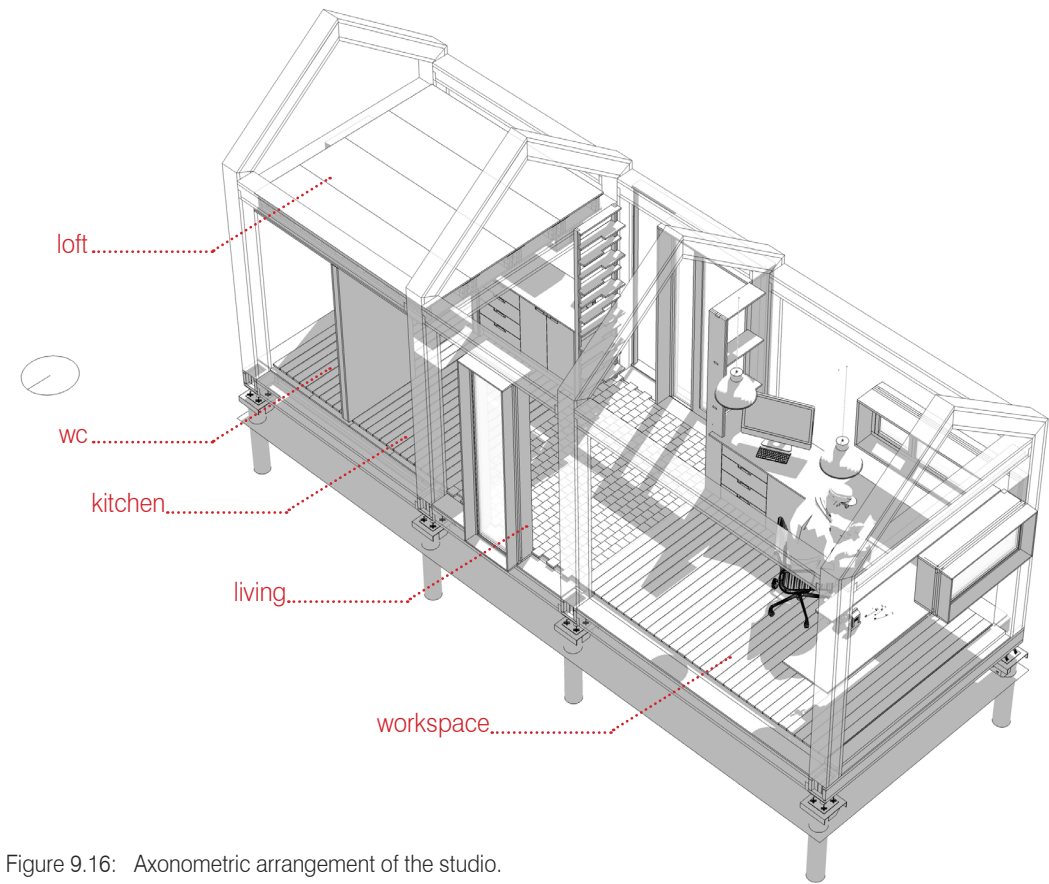 loft
wc
kitchen
living
workspace
Figure 9.16: Axonometric arrangement of the studio.